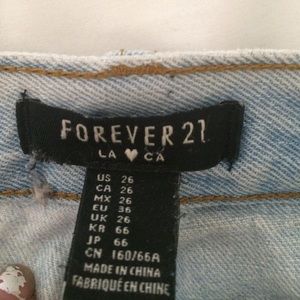 FOREVER 21
LA ♥ CA
US 26
CA 26
MX 26
EU 36
UK 26
KR 66
JP 66
CN 160/66A
MADE IN CHINA
FABRIQUÉ EN CHINE